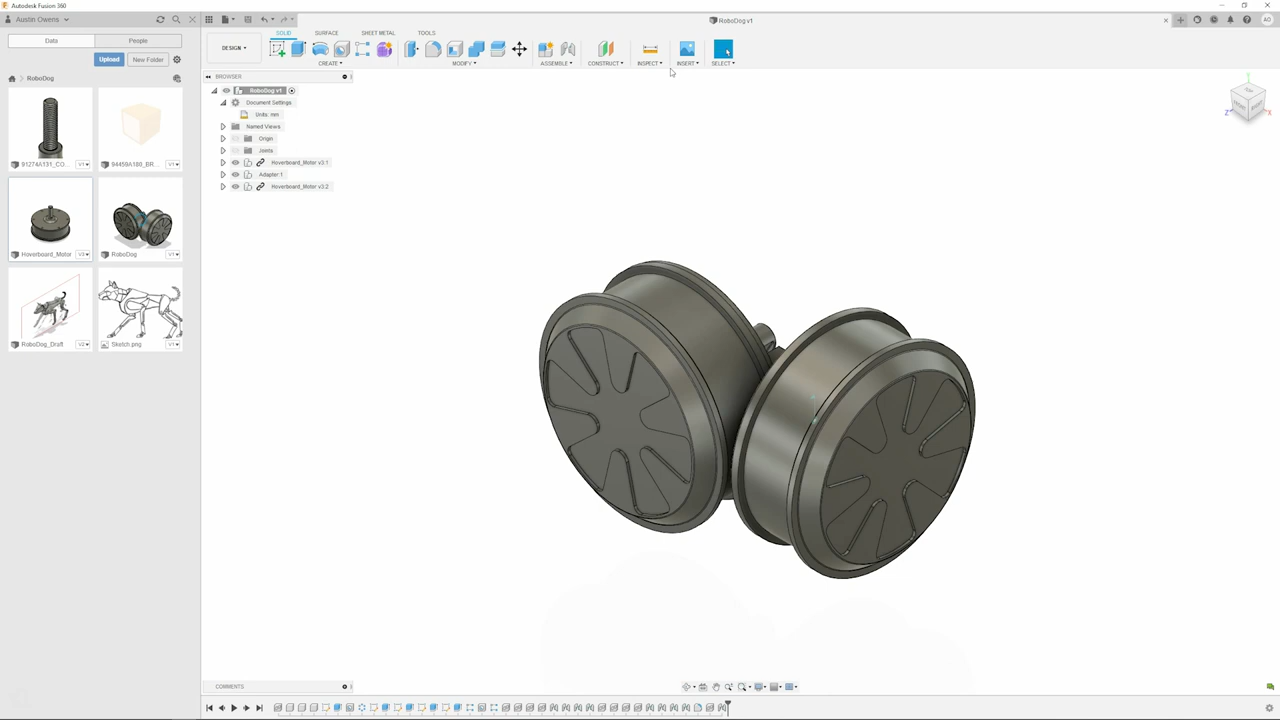 Autodesk Fusion 360
Austin Owens
RoboDog v1
AO
Data
People
SOLID
SURFACE
SHEET METAL
TOOLS
DESIGN
Upload
New Folder
CREATE
MODIFY
ASSEMBLE
CONSTRUCT
INSPECT
INSERT
SELECT
RoboDog
BROWSER
RoboDog v1
Document Settings
Units: mm
Named Views
Origin
Joints
Hoverboard_Motor v3:1
Adapter:1
Hoverboard_Motor v3:2
91274A131_CO... V1
94459A180_BR... V1
Hoverboard_Motor V3
RoboDog V1
RoboDog_Draft V2
Sketch.png V1
Z
X
COMMENTS